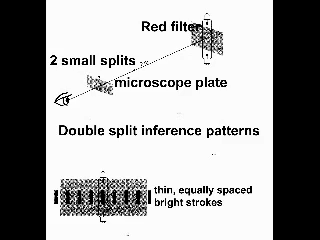 Red filter
2 small splits
microscope plate
Double split inference patterns
thin, equally spaced
bright strokes